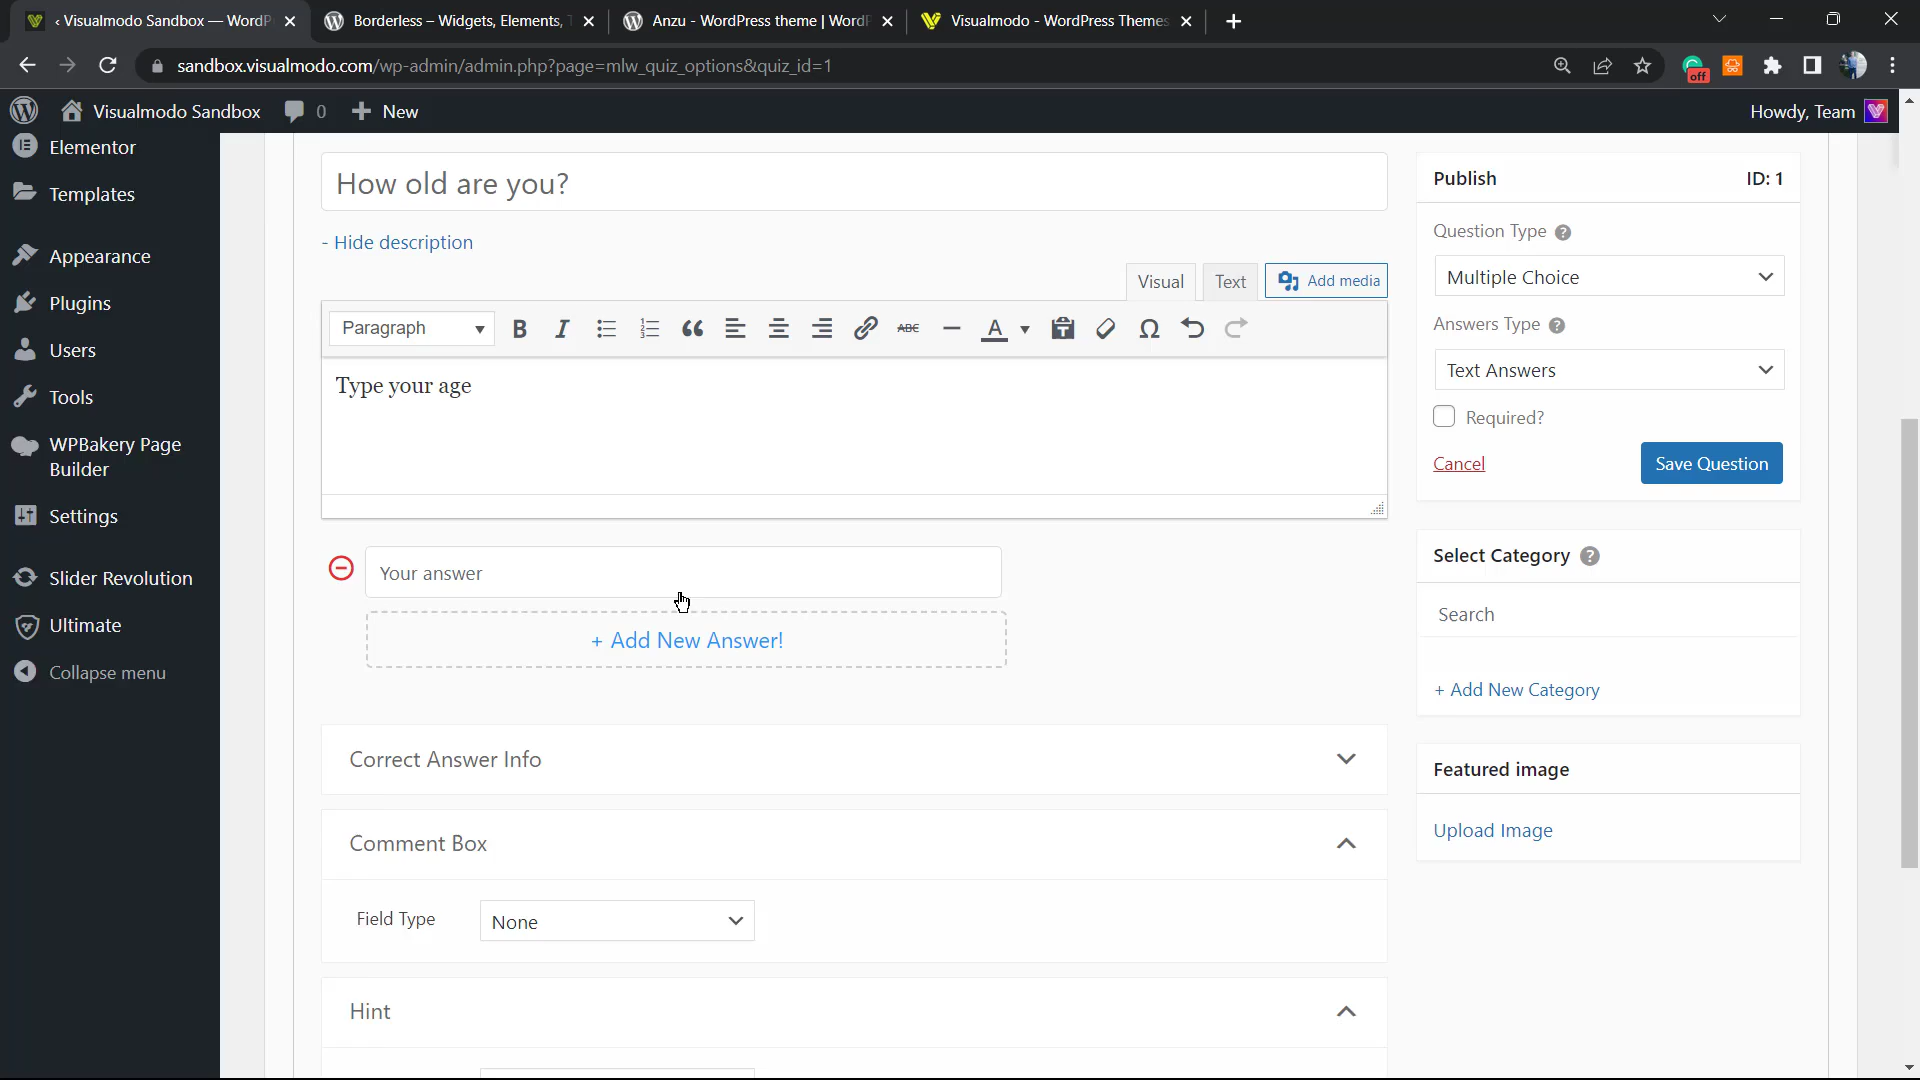 ‹ Visualmodo Sandbox — WordP
Borderless – Widgets, Elements, T
Anzu - WordPress theme | WordP
Visualmodo - WordPress Themes
sandbox.visualmodo.com/wp-admin/admin.php?page=mlw_quiz_options&quiz_id=1
off
Visualmodo Sandbox
0
New
Howdy, Team
Elementor
Templates
Appearance
Plugins
Users
Tools
WPBakery Page
Builder
Settings
Slider Revolution
Ultimate
Collapse menu
How old are you?
- Hide description
Visual
Text
Add media
Paragraph
B
I
ABC
A
Ω
Type your age
Your answer
+ Add New Answer!
Correct Answer Info
Comment Box
Field Type
None
Hint
Publish
ID: 1
Question Type ?
Multiple Choice
Answers Type ?
Text Answers
Required?
Cancel
Save Question
Select Category ?
Search
+ Add New Category
Featured image
Upload Image